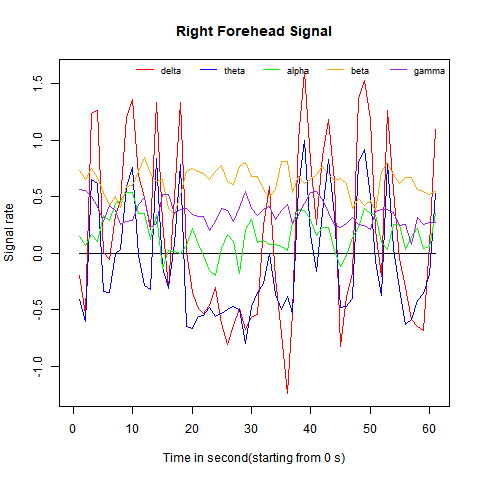 Right Forehead Signal
delta theta alpha beta gamma
Signal rate
1.5
1.0
0.5
0.0
-0.5
-1.0
0 10 20 30 40 50 60
Time in second(starting from 0 s)